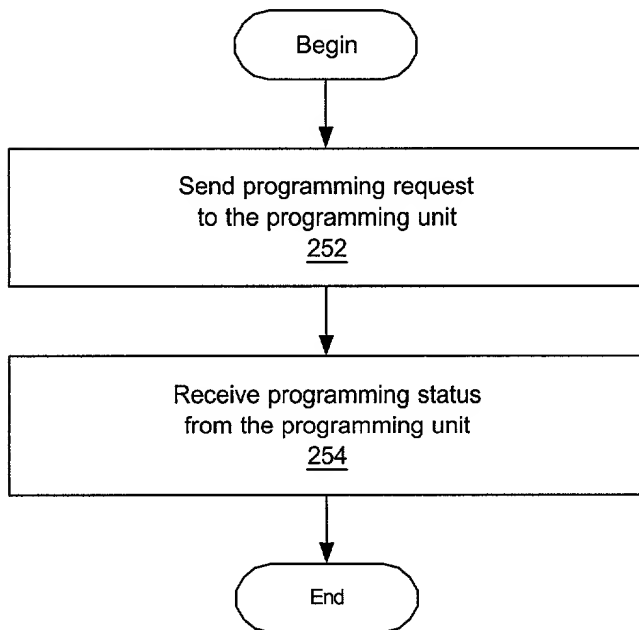 Begin
Send programming request
to the programming unit
252
Receive programming status
from the programming unit
254
End